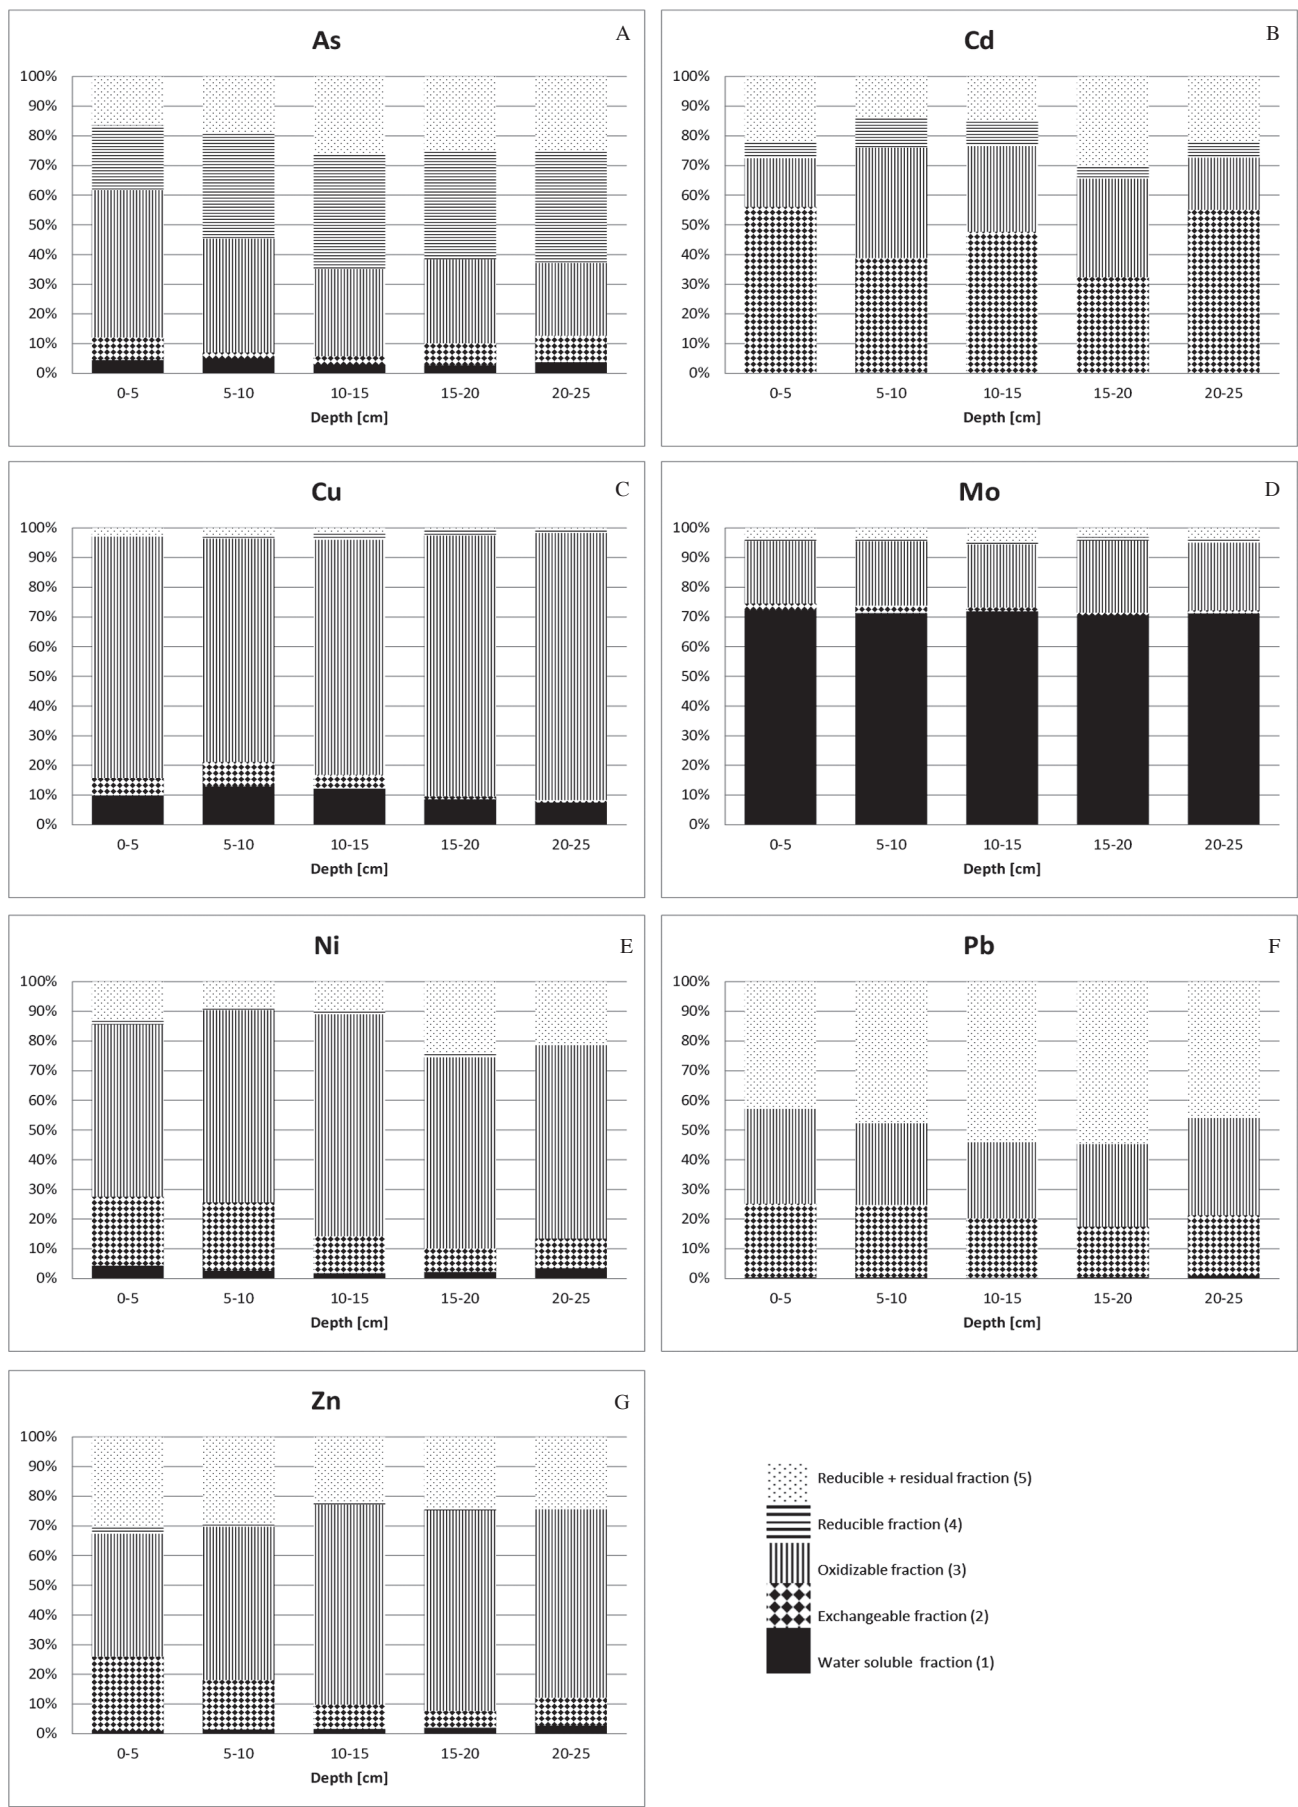 As A
100%
90%
80%
70%
60%
50%
40%
30%
20%
10%
0%
0-5 5-10 10-15 15-20 20-25
Depth [cm]
Cd B
100%
90%
80%
70%
60%
50%
40%
30%
20%
10%
0%
0-5 5-10 10-15 15-20 20-25
Depth [cm]
Cu C
100%
90%
80%
70%
60%
50%
40%
30%
20%
10%
0%
0-5 5-10 10-15 15-20 20-25
Depth [cm]
Mo D
100%
90%
80%
70%
60%
50%
40%
30%
20%
10%
0%
0-5 5-10 10-15 15-20 20-25
Depth [cm]
Ni E
100%
90%
80%
70%
60%
50%
40%
30%
20%
10%
0%
0-5 5-10 10-15 15-20 20-25
Depth [cm]
Pb F
100%
90%
80%
70%
60%
50%
40%
30%
20%
10%
0%
0-5 5-10 10-15 15-20 20-25
Depth [cm]
Zn G
100%
90%
80%
70%
60%
50%
40%
30%
20%
10%
0%
0-5 5-10 10-15 15-20 20-25
Depth [cm]
Reducible + residual fraction (5)
Reducible fraction (4)
Oxidizable fraction (3)
Exchangeable fraction (2)
Water soluble fraction (1)